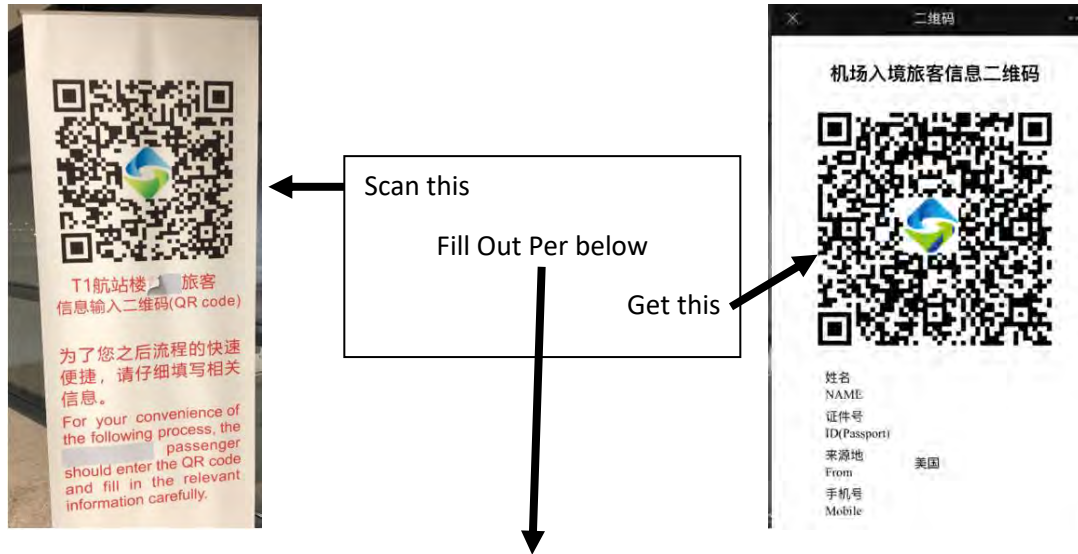 T1航站楼 旅客
信息输入二维码(QR code)
为了您之后流程的快速
便捷，请仔细填写相关
信息。
For your convenience of
the following process, the
passenger
should enter the QR code
and fill in the relevant
information carefully.
Scan this
Fill Out Per below
Get this
二维码
机场入境旅客信息二维码
姓名
NAME
证件号
ID(Passport)
来源地
From
美国
手机号
Mobile